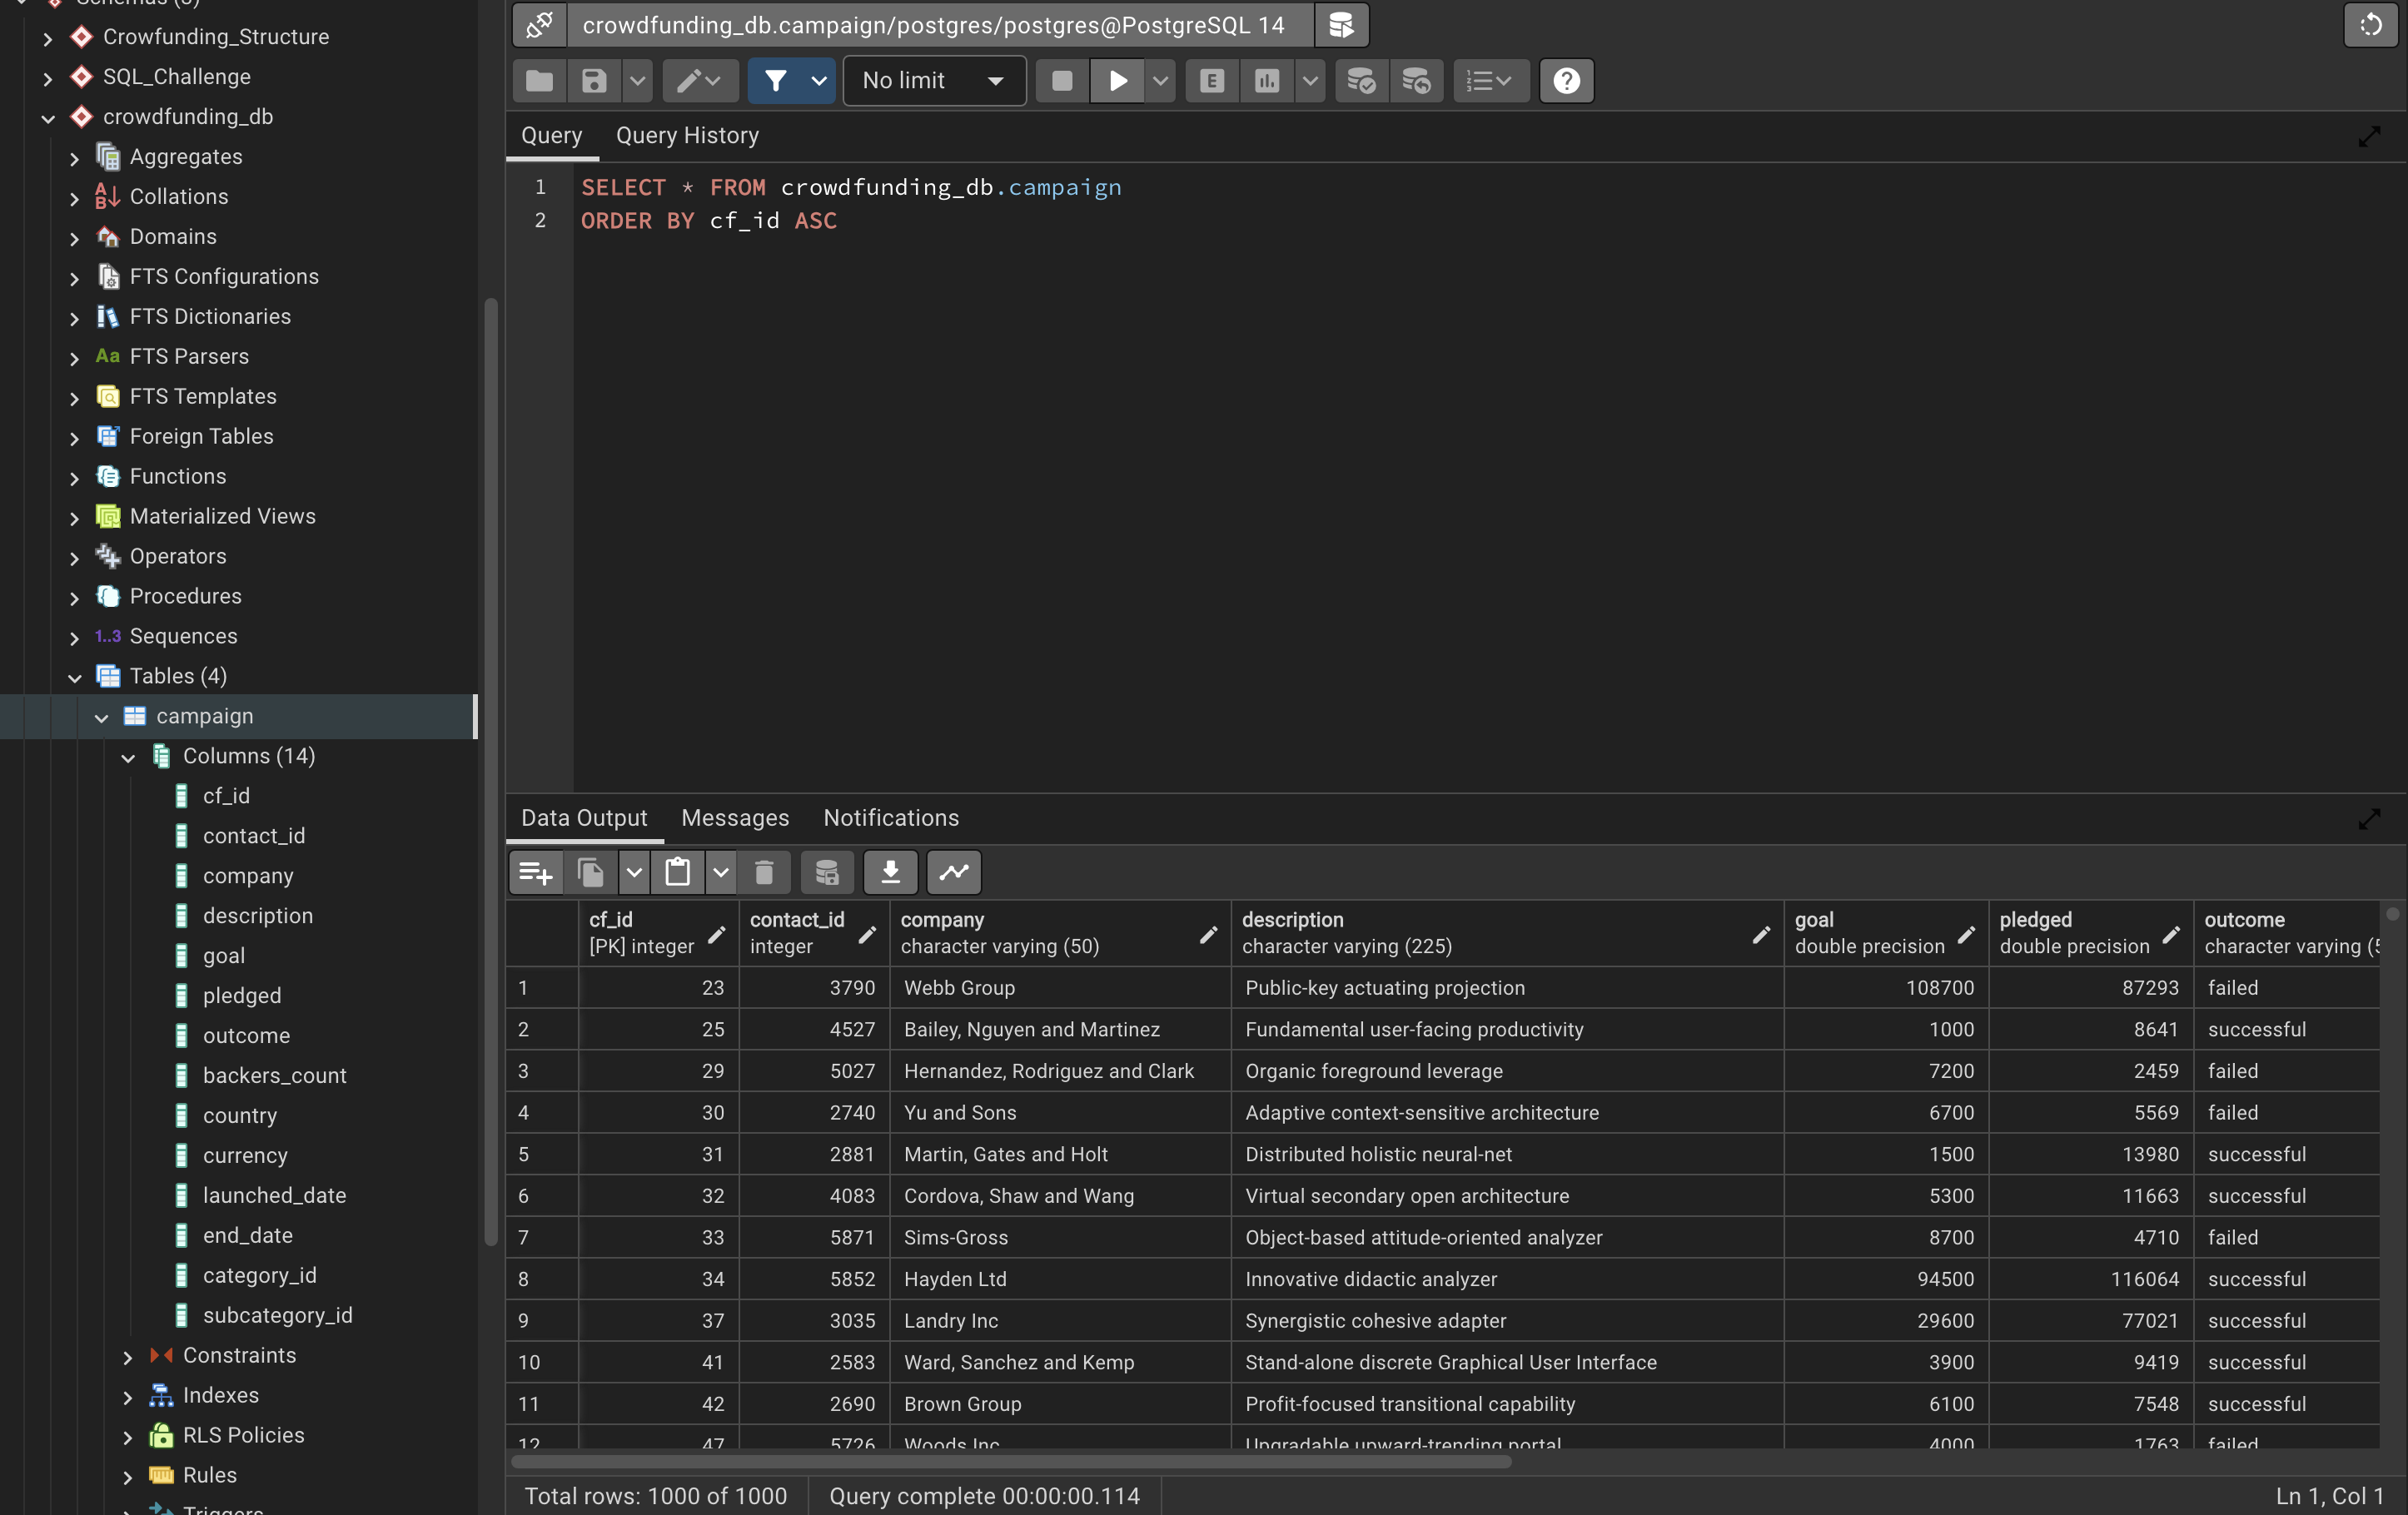 Schemas (3)
Crowfunding_Structure
SQL_Challenge
crowdfunding_db
Aggregates
Collations
Domains
FTS Configurations
FTS Dictionaries
Aa FTS Parsers
FTS Templates
Foreign Tables
Functions
Materialized Views
Operators
Procedures
1..3 Sequences
Tables (4)
campaign
Columns (14)
cf_id
contact_id
company
description
goal
pledged
outcome
backers_count
country
currency
launched_date
end_date
category_id
subcategory_id
Constraints
Indexes
RLS Policies
Rules
Triggers
crowdfunding_db.campaign/postgres/postgres@PostgreSQL 14
No limit
E
Query Query History
1 SELECT * FROM crowdfunding_db.campaign
2 ORDER BY cf_id ASC
Data Output Messages Notifications
cf_id contact_id company description goal pledged outcome
[PK] integer integer character varying (50) character varying (225) double precision double precision character varying (5
1 23 3790 Webb Group Public-key actuating projection 108700 87293 failed
2 25 4527 Bailey, Nguyen and Martinez Fundamental user-facing productivity 1000 8641 successful
3 29 5027 Hernandez, Rodriguez and Clark Organic foreground leverage 7200 2459 failed
4 30 2740 Yu and Sons Adaptive context-sensitive architecture 6700 5569 failed
5 31 2881 Martin, Gates and Holt Distributed holistic neural-net 1500 13980 successful
6 32 4083 Cordova, Shaw and Wang Virtual secondary open architecture 5300 11663 successful
7 33 5871 Sims-Gross Object-based attitude-oriented analyzer 8700 4710 failed
8 34 5852 Hayden Ltd Innovative didactic analyzer 94500 116064 successful
9 37 3035 Landry Inc Synergistic cohesive adapter 29600 77021 successful
10 41 2583 Ward, Sanchez and Kemp Stand-alone discrete Graphical User Interface 3900 9419 successful
11 42 2690 Brown Group Profit-focused transitional capability 6100 7548 successful
12 47 5726 Woods Inc Upgradable upward-trending portal 4000 1763 failed
Total rows: 1000 of 1000 Query complete 00:00:00.114 Ln 1, Col 1